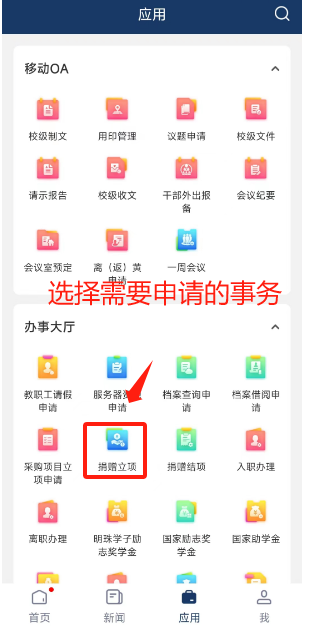 应用
移动OA
校级制文
用印管理
议题申请
校级文件
请示报告
校级收文
干部外出报
备
会议纪要
会议室预定
离（返）黄
申请
一周会议
选择需要申请的事务
办事大厅
教职工请假
申请
服务器
申请
档案查询申
请
档案借阅申
请
采购项目立
项申请
捐赠立项
捐赠结项
入职办理
离职办理
明珠学子励
志奖学金
国家励志奖
学金
国家助学金
首页
新闻
应用
我